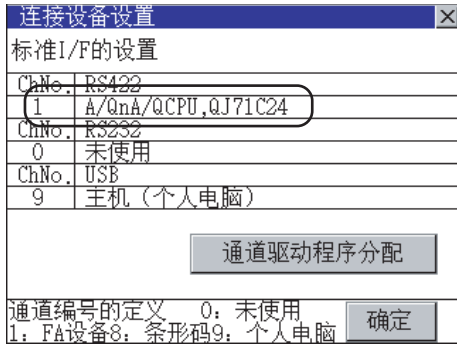 连接设备设置
标准I/F的设置
ChNo. RS422
1 A/QnA/QCPU,QJ71C24
ChNo. RS232
0 未使用
ChNo. USB
9 主机（个人电脑）
通道驱动程序分配
通道编号的定义 0：未使用
1：FA设备8：条形码9：个人电脑
确定